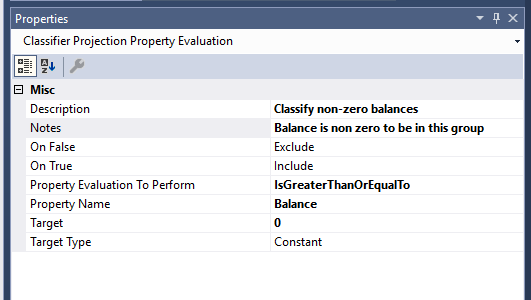 Properties
Classifier Projection Property Evaluation
Misc
Description Classify non-zero balances
Notes Balance is non zero to be in this group
On False Exclude
On True Include
Property Evaluation To Perform IsGreaterThanOrEqualTo
Property Name Balance
Target 0
Target Type Constant